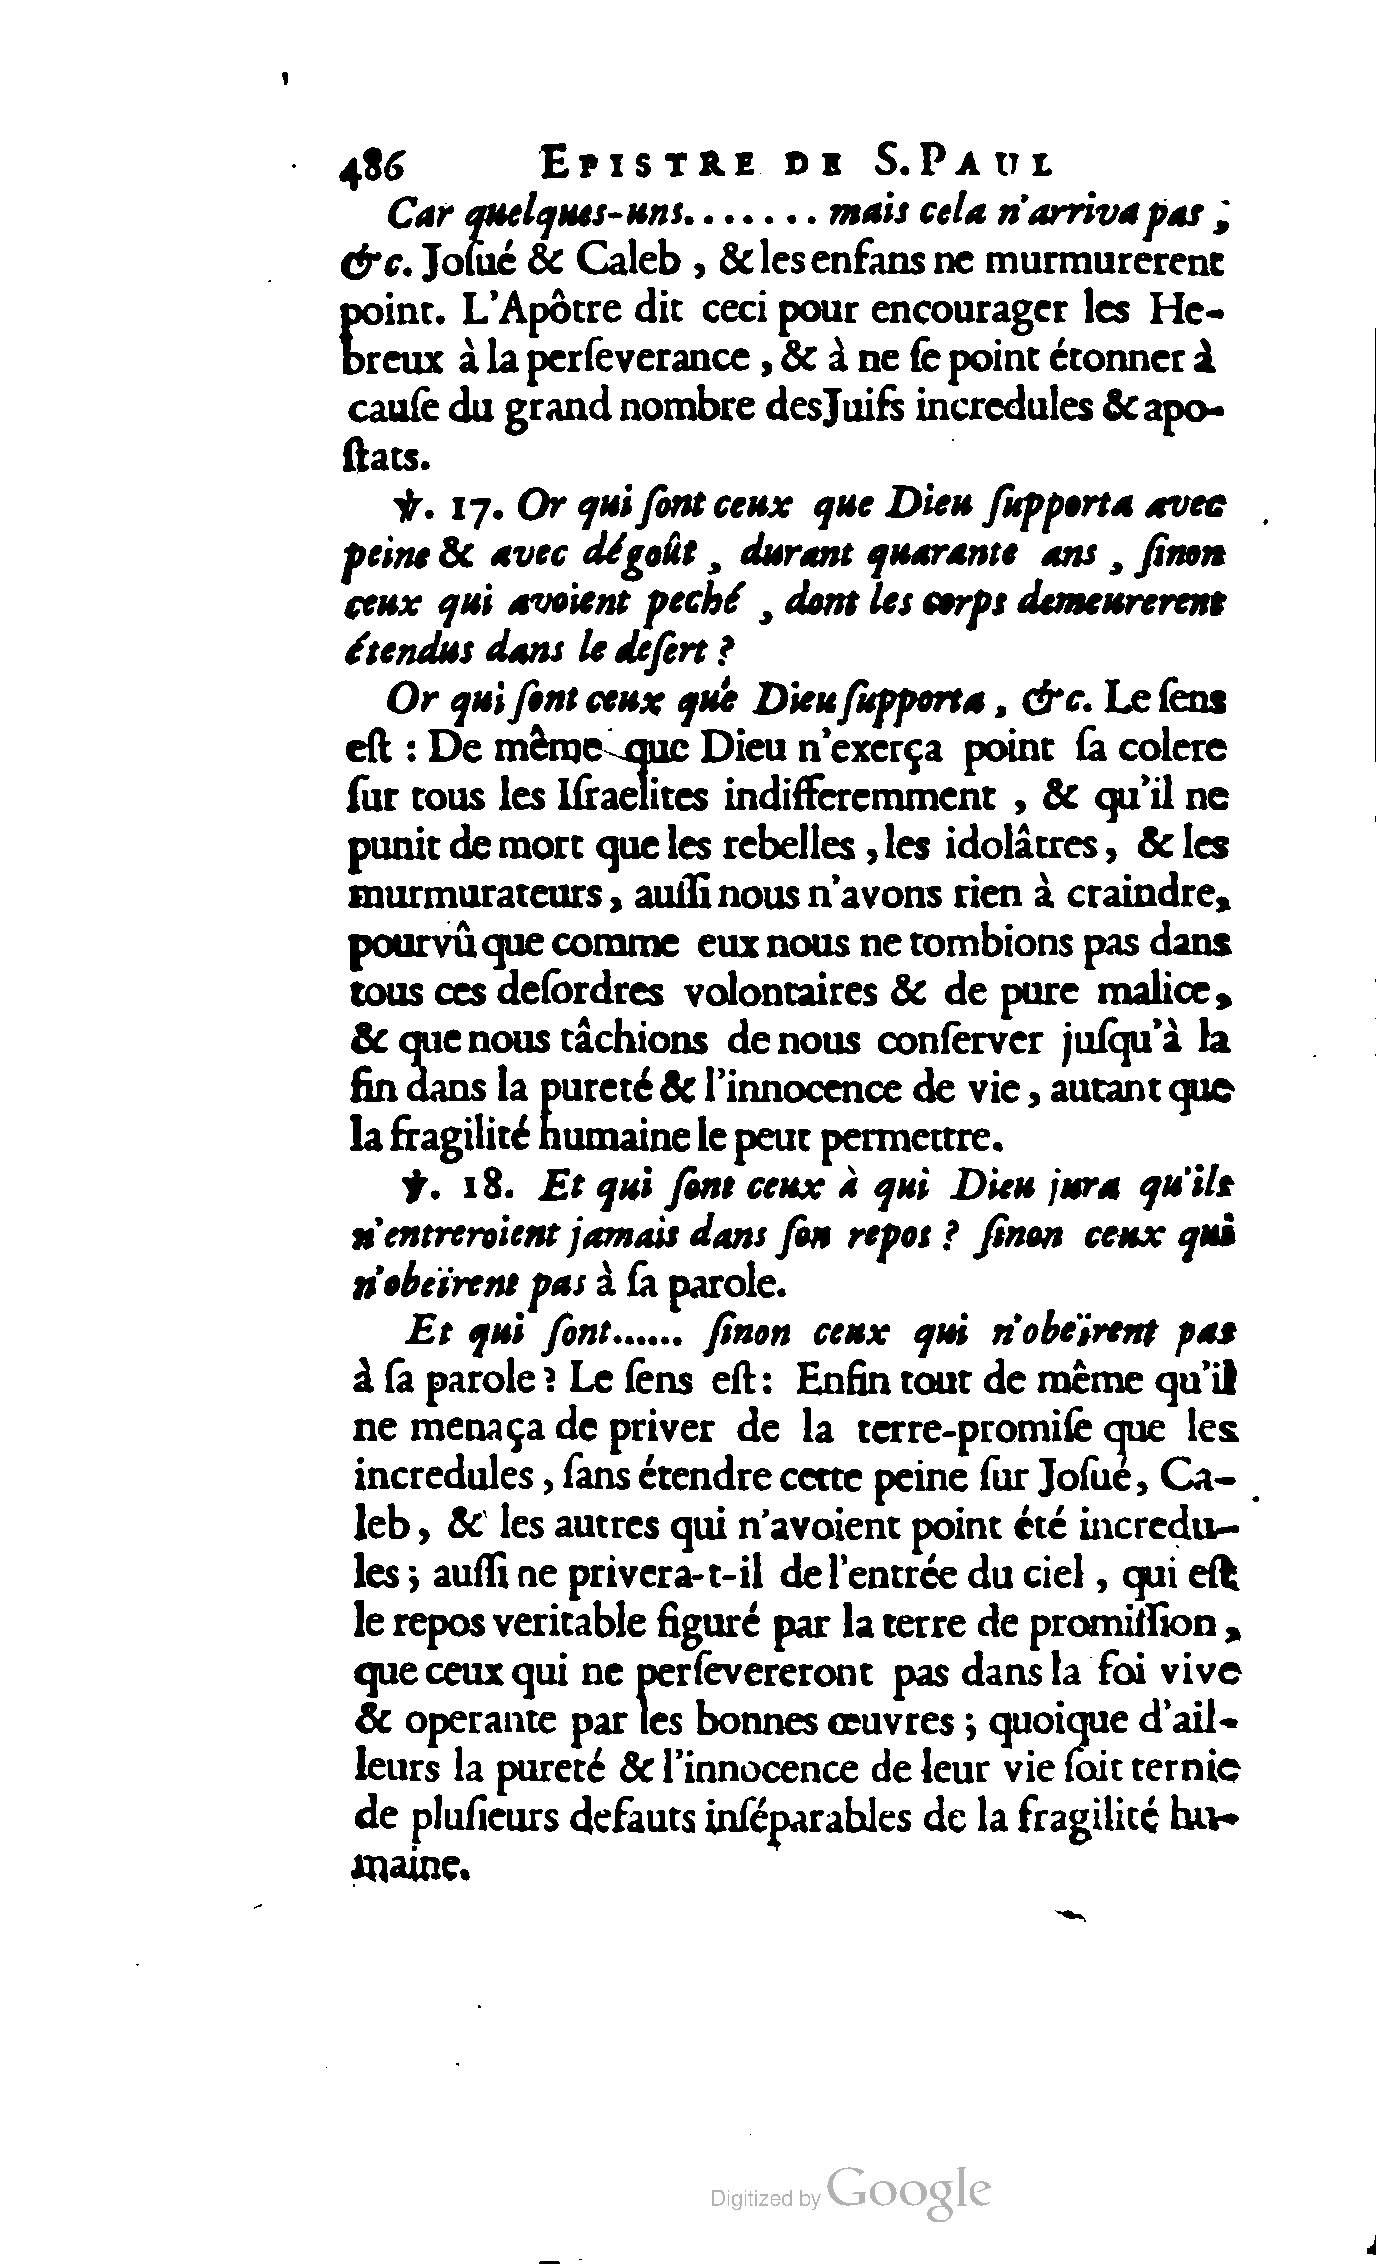 486 EPISTRE DE S. PAUL
Car quelques-uns....... mais cela n'arriva pas ;
&c. Joſué & Caleb , & les enfans ne murmurerent
point. L'Apôtre dit ceci pour encourager les He-
breux à la perſeverance , & à ne ſe point étonner à
cauſe du grand nombre des Juifs incredules & apo-
ſtats.
℣. 17. Or qui ſont ceux que Dieu ſupporta avec
peine & avec dégoût , durant quarante ans , ſinon
ceux qui avoient peché , dont les corps demeurerent
étendus dans le deſert ?
Or qui ſont ceux que Dieu ſupporta , &c. Le ſens
eſt : De même que Dieu n'exerça point ſa colere
ſur tous les Iſraelites indifferemment , & qu'il ne
punit de mort que les rebelles , les idolâtres , & les
murmurateurs , auſſi nous n'avons rien à craindre,
pourvû que comme eux nous ne tombions pas dans
tous ces deſordres volontaires & de pure malice,
& que nous tâchions de nous conſerver juſqu'à la
fin dans la pureté & l'innocence de vie , autant que
la fragilité humaine le peut permettre.
℣. 18. Et qui ſont ceux à qui Dieu jura qu'ils
n'entreroient jamais dans ſon repos ? ſinon ceux qui
n'obeïrent pas à ſa parole.
Et qui ſont...... ſinon ceux qui n'obeïrent pas
à ſa parole ? Le ſens eſt : Enfin tout de même qu'il
ne menaça de priver de la terre-promiſe que les
incredules , ſans étendre cette peine ſur Joſué, Ca-
leb, & les autres qui n'avoient point été incredu-
les ; auſſi ne privera-t-il de l'entrée du ciel , qui eſt
le repos veritable figuré par la terre de promiſſion ,
que ceux qui ne perſevereront pas dans la foi vive
& operante par les bonnes œuvres ; quoique d'ail-
leurs la pureté & l'innocence de leur vie ſoit ternie
de pluſieurs defauts inſéparables de la fragilité hu-
maine.
Digitized by Google